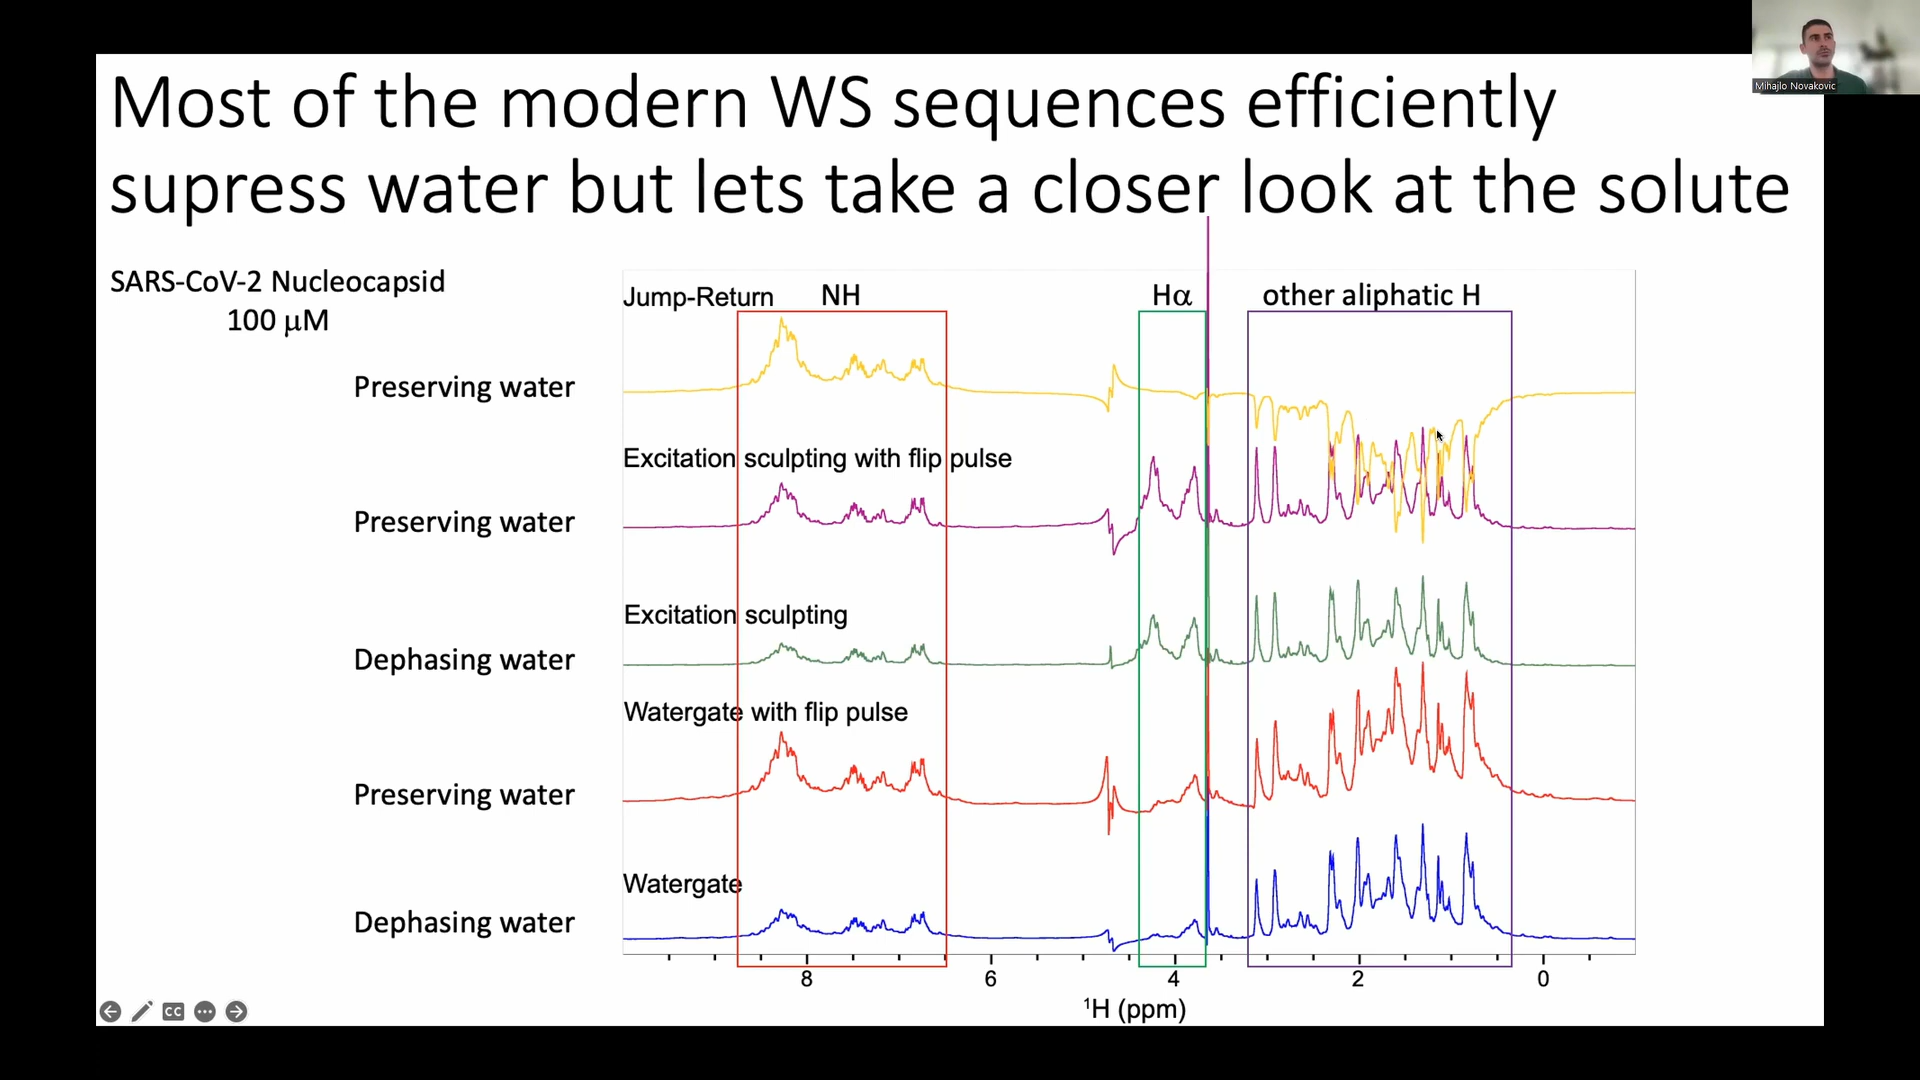 Most of the modern WS sequences efficiently
supress water but lets take a closer look at the solute
Mihajlo Novakovic
SARS-CoV-2 Nucleocapsid
100 μM
Jump-Return
NH
Hα
other aliphatic H
Preserving water
Excitation sculpting with flip pulse
Preserving water
Excitation sculpting
Dephasing water
Watergate with flip pulse
Preserving water
Watergate
Dephasing water
8 6 4 2 0
¹H (ppm)
CC